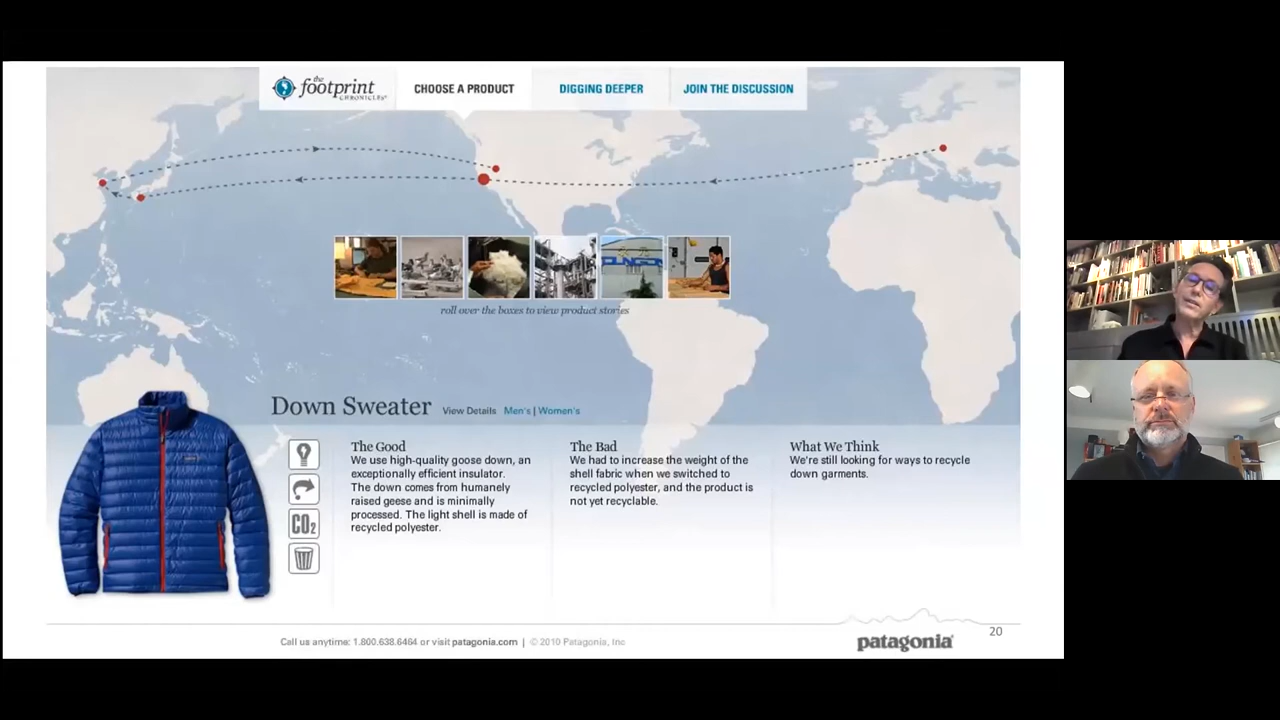 the
footprint
CHRONICLES®
CHOOSE A PRODUCT
DIGGING DEEPER
JOIN THE DISCUSSION
roll over the boxes to view product stories
Down Sweater
View Details Men's | Women's
CO2
The Good
We use high-quality goose down, an
exceptionally efficient insulator.
The down comes from humanely
raised geese and is minimally
processed. The light shell is made of
recycled polyester.
The Bad
We had to increase the weight of the
shell fabric when we switched to
recycled polyester, and the product is
not yet recyclable.
What We Think
We're still looking for ways to recycle
down garments.
Call us anytime: 1.800.638.6464 or visit patagonia.com | © 2010 Patagonia, Inc
patagonia®
20